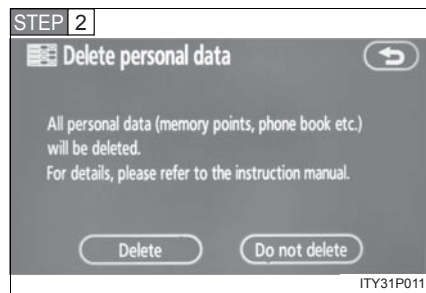 STEP 2
Delete personal data
All personal data (memory points, phone book etc.)
will be deleted.
For details, please refer to the instruction manual.
Delete Do not delete
ITY31P011